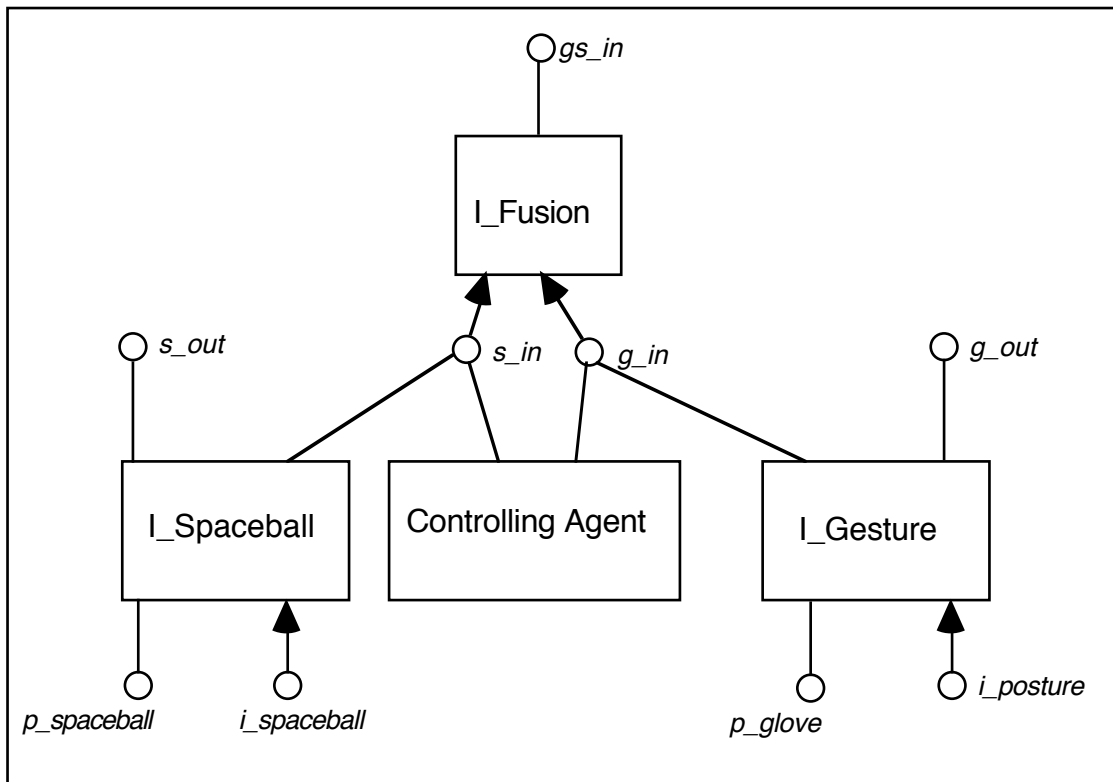 gs_in
I_Fusion
s_out
s_in
g_in
g_out
I_Spaceball
Controlling Agent
I_Gesture
p_spaceball
i_spaceball
p_glove
i_posture